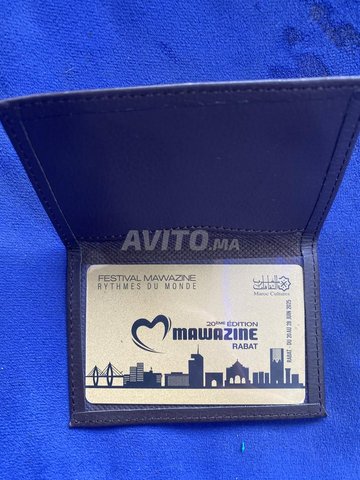 AVITO.MA
FESTIVAL MAWAZINE
RYTHMES DU MONDE
Maroc Cultures
20ÈME ÉDITION
MAWAZINE
RABAT
RABAT · DU 20 AU 28 JUIN 2025